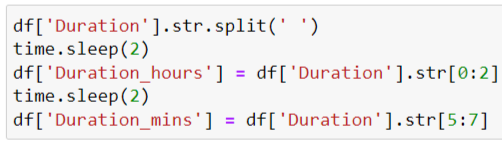 df['Duration'].str.split(' ')
time.sleep(2)
df['Duration_hours'] = df['Duration'].str[0:2]
time.sleep(2)
df['Duration_mins'] = df['Duration'].str[5:7]